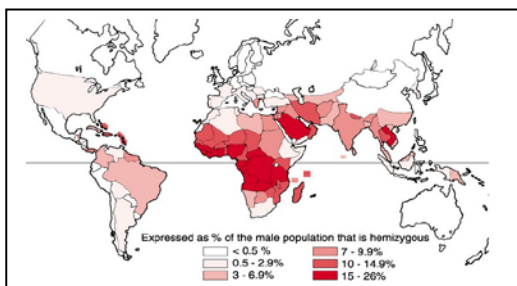 Expressed as % of the male population that is hemizygous
< 0.5 %
0.5 - 2.9%
3 - 6.9%
7 - 9.9%
10 - 14.9%
15 - 26%